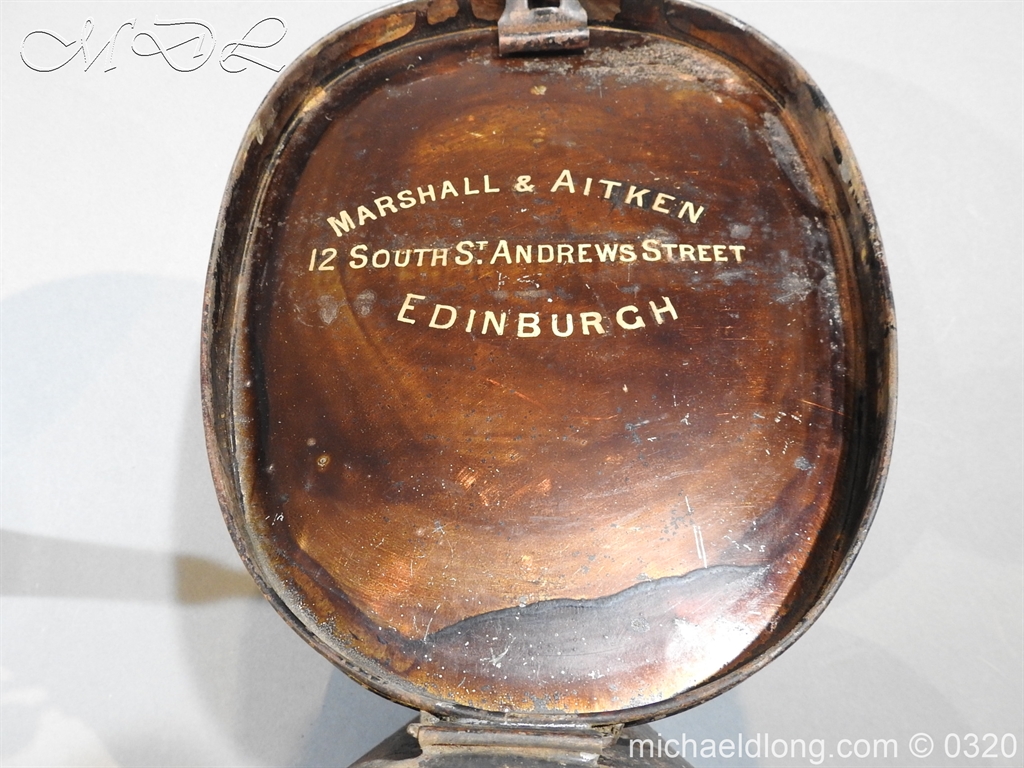 MDL
MARSHALL & AITKEN
12 SOUTH ST. ANDREWS STREET
EDINBURGH
michaeldlong.com © 0320